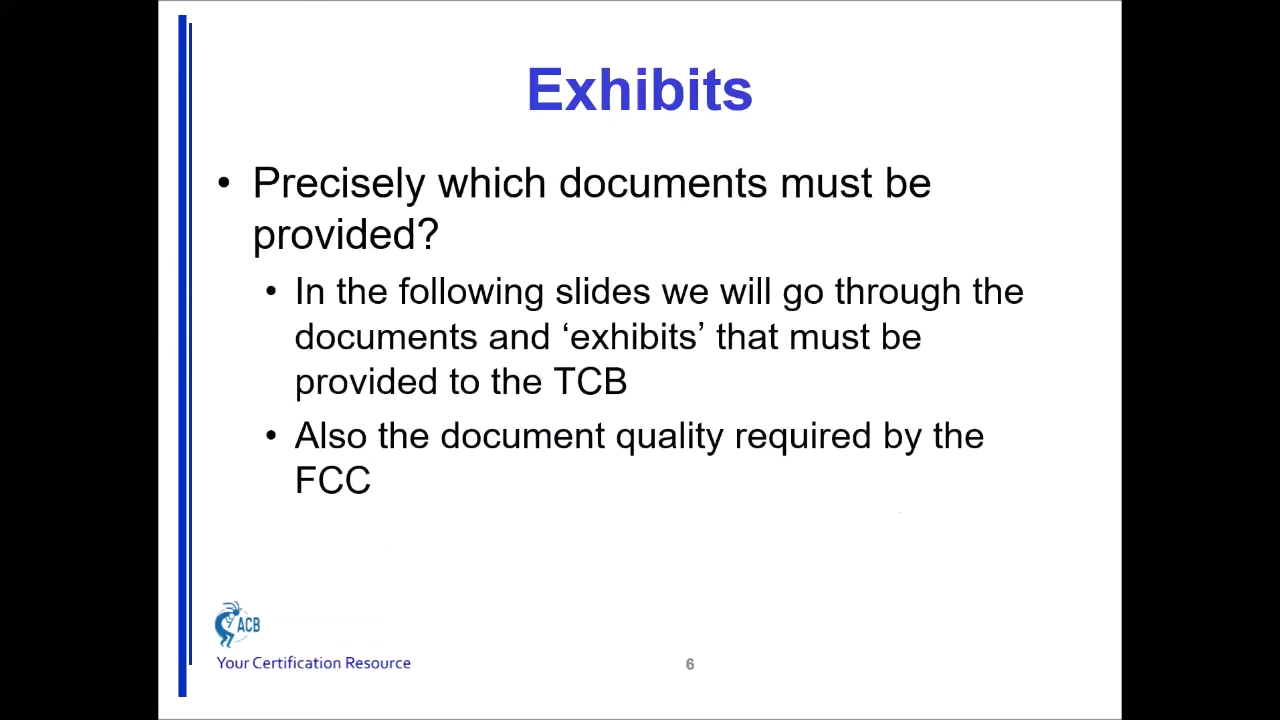 Exhibits
• Precisely which documents must be
provided?
• In the following slides we will go through the
documents and ‘exhibits’ that must be
provided to the TCB
• Also the document quality required by the
FCC
ACB
Your Certification Resource
6